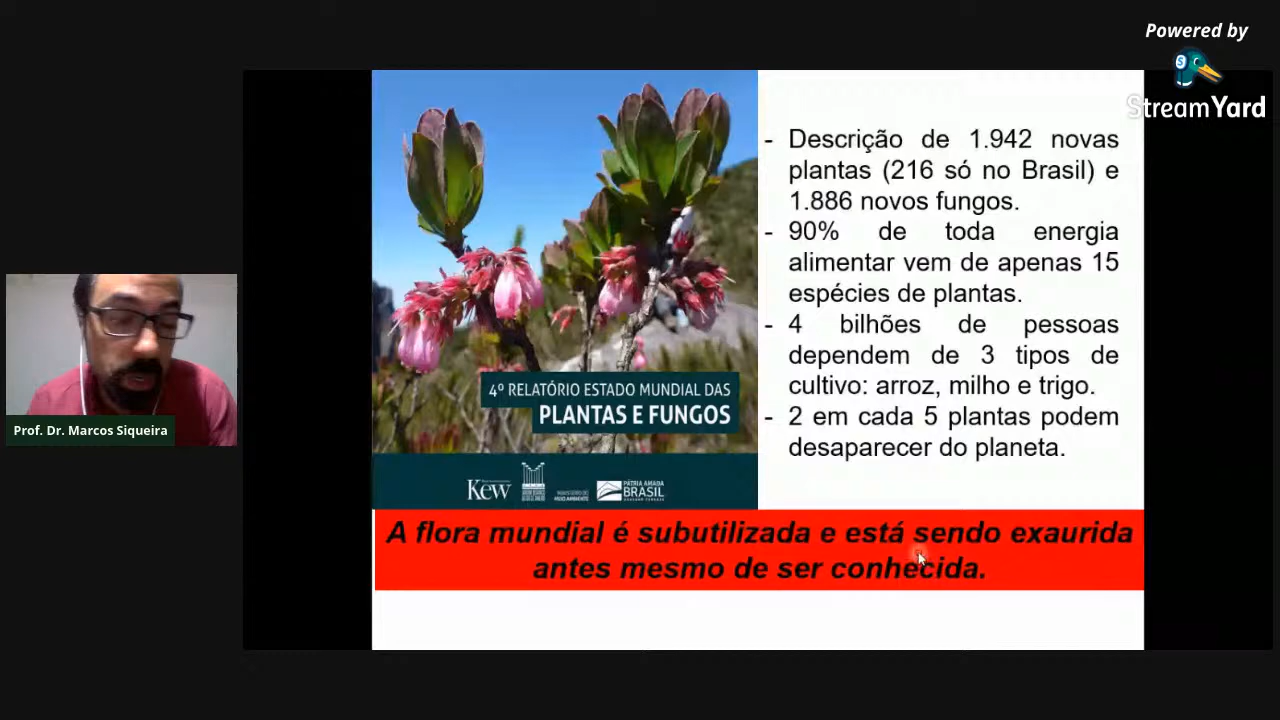 Powered by
StreamYard
- Descrição de 1.942 novas
plantas (216 só no Brasil) e
1.886 novos fungos.
- 90% de toda energia
alimentar vem de apenas 15
espécies de plantas.
- 4 bilhões de pessoas
dependem de 3 tipos de
cultivo: arroz, milho e trigo.
- 2 em cada 5 plantas podem
desaparecer do planeta.
4º RELATÓRIO ESTADO MUNDIAL DAS
PLANTAS E FUNGOS
Kew
MEIO AMBIENTE
PÁTRIA AMADA
BRASIL
Prof. Dr. Marcos Siqueira
A flora mundial é subutilizada e está sendo exaurida
antes mesmo de ser conhecida.